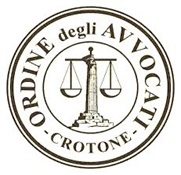 ORDINE degli AVVOCATI
- CROTONE -